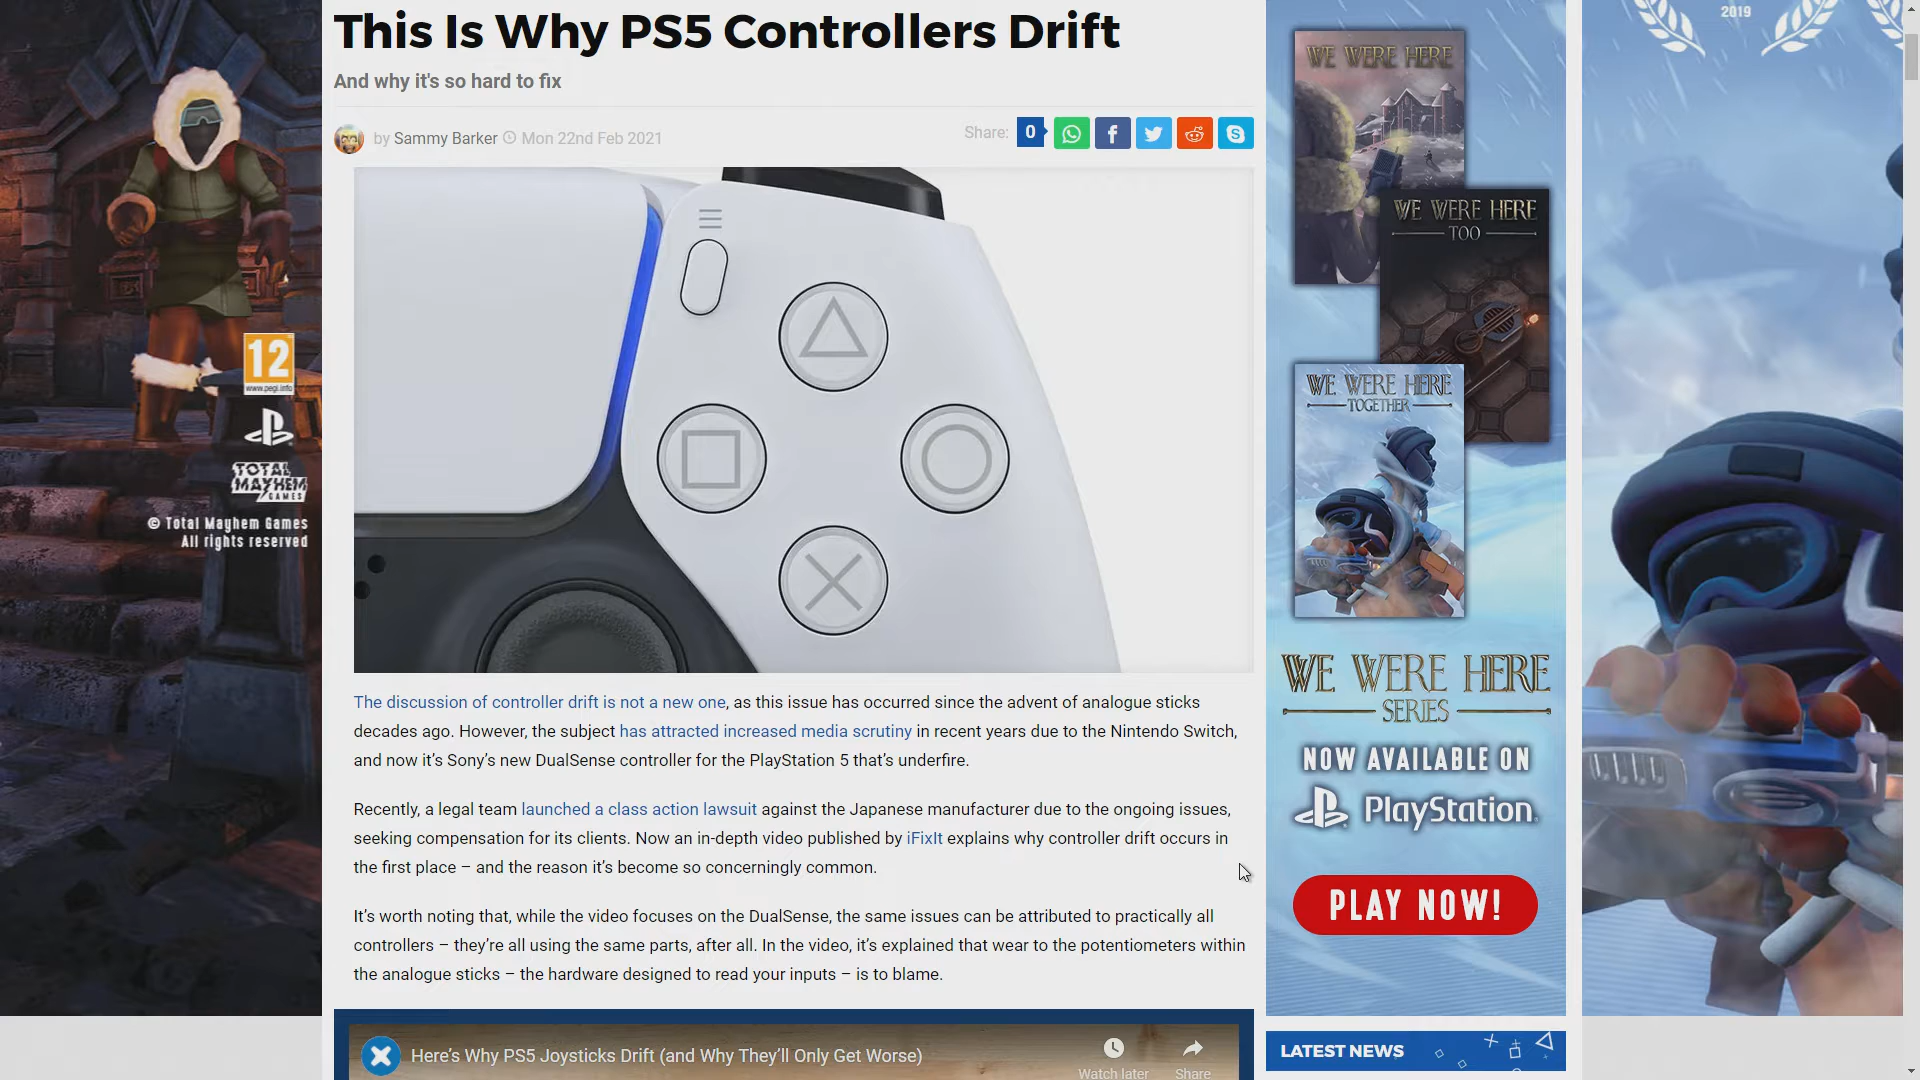 This Is Why PS5 Controllers Drift
And why it's so hard to fix
by Sammy Barker Mon 22nd Feb 2021
Share: 0
The discussion of controller drift is not a new one, as this issue has occurred since the advent of analogue sticks
decades ago. However, the subject has attracted increased media scrutiny in recent years due to the Nintendo Switch,
and now it’s Sony’s new DualSense controller for the PlayStation 5 that’s underfire.
Recently, a legal team launched a class action lawsuit against the Japanese manufacturer due to the ongoing issues,
seeking compensation for its clients. Now an in-depth video published by iFixIt explains why controller drift occurs in
the first place – and the reason it’s become so concerningly common.
It’s worth noting that, while the video focuses on the DualSense, the same issues can be attributed to practically all
controllers – they’re all using the same parts, after all. In the video, it’s explained that wear to the potentiometers within
the analogue sticks – the hardware designed to read your inputs – is to blame.
Here’s Why PS5 Joysticks Drift (and Why They’ll Only Get Worse)
Watch later
Share
12
www.pegi.info
TOTAL
MAYHEM
GAMES
© Total Mayhem Games
All rights reserved
WE WERE HERE
WE WERE HERE
TOO
WE WERE HERE
TOGETHER
WE WERE HERE
SERIES
NOW AVAILABLE ON
PlayStation.
PLAY NOW!
LATEST NEWS
2019